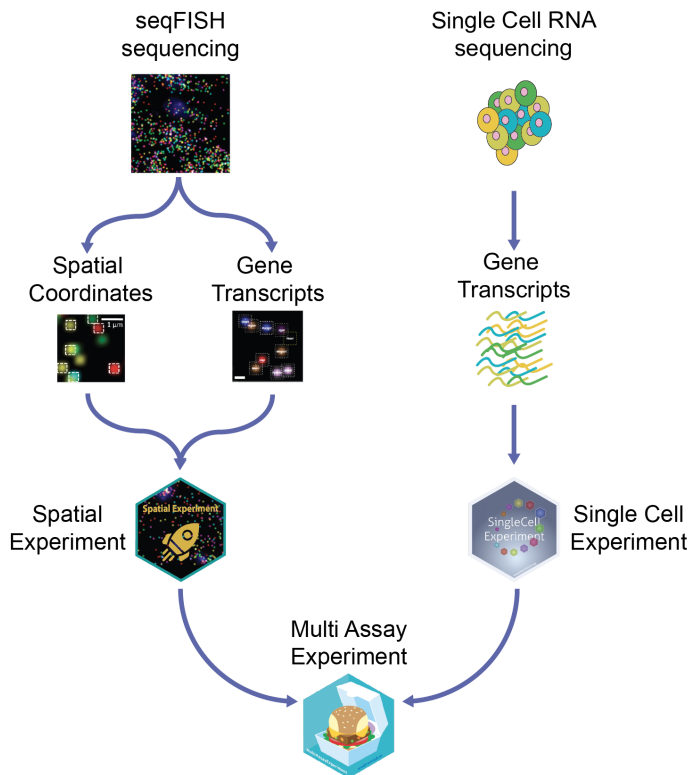 seqFISH
sequencing
Single Cell RNA
sequencing
Spatial
Coordinates
Gene
Transcripts
Gene
Transcripts
1 μm
Spatial
Experiment
Spatial Experiment
SingleCell
Experiment
Single Cell
Experiment
Multi Assay
Experiment